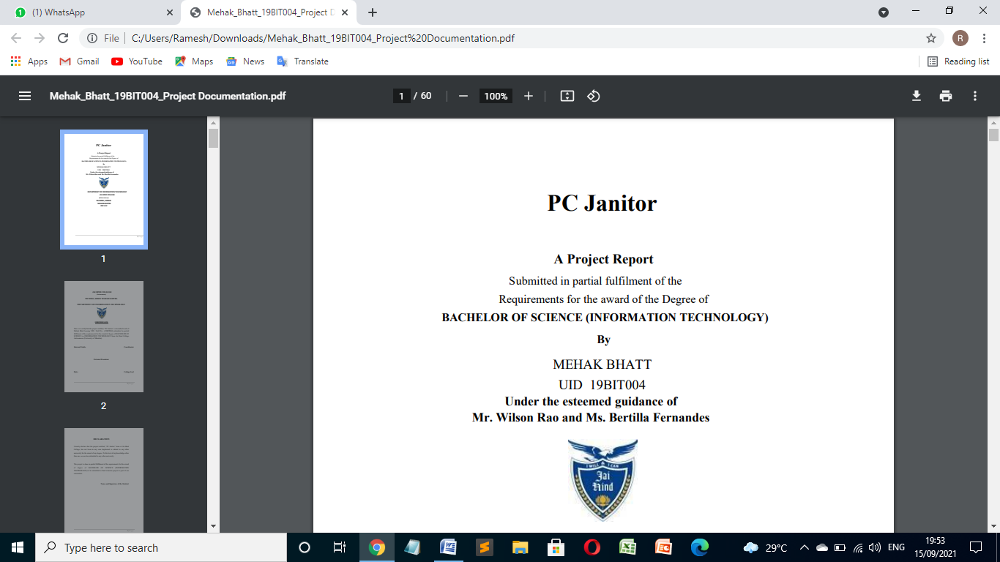 (1) WhatsApp
Mehak_Bhatt_19BIT004_Project D
File
C:/Users/Ramesh/Downloads/Mehak_Bhatt_19BIT004_Project%20Documentation.pdf
R
Apps
Gmail
YouTube
Maps
News
Translate
Reading list
Mehak_Bhatt_19BIT004_Project Documentation.pdf
1 / 60
100%
PC Janitor
A Project Report
1
2
PC Janitor
A Project Report
Submitted in partial fulfilment of the
Requirements for the award of the Degree of
BACHELOR OF SCIENCE (INFORMATION TECHNOLOGY)
By
MEHAK BHATT
UID 19BIT004
Under the esteemed guidance of
Mr. Wilson Rao and Ms. Bertilla Fernandes
I WILL & I CAN
Jai
Hind
Type here to search
29°C
ENG
19:53
15/09/2021